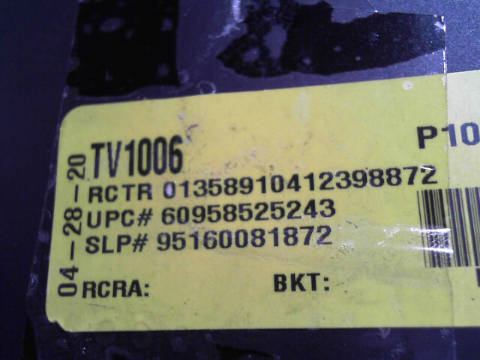 TV1006
P10
RCTR 01358910412398872
UPC# 60958525243
SLP# 95160081872
RCRA: BKT:
04-28-20